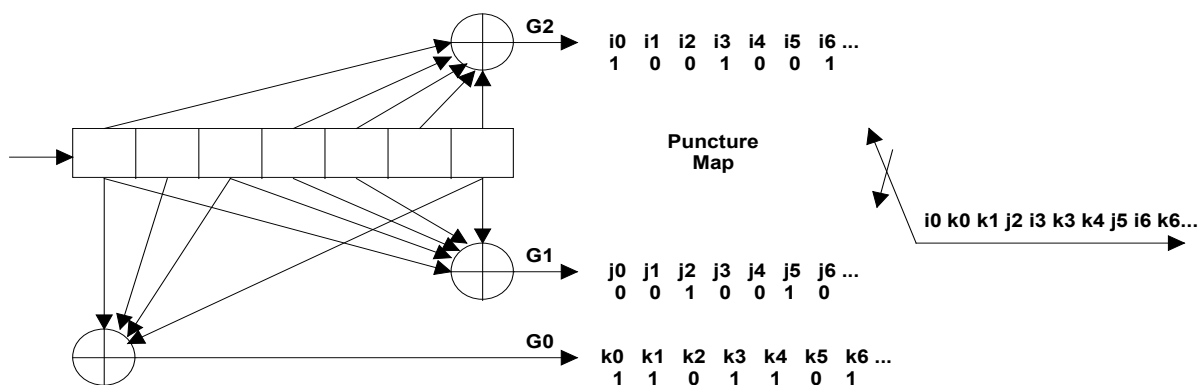 G2
i0 i1 i2 i3 i4 i5 i6 ...
1 0 0 1 0 0 1
Puncture
Map
i0 k0 k1 j2 i3 k3 k4 j5 i6 k6...
G1
j0 j1 j2 j3 j4 j5 j6 ...
0 0 1 0 0 1 0
G0
k0 k1 k2 k3 k4 k5 k6 ...
1 1 0 1 1 0 1